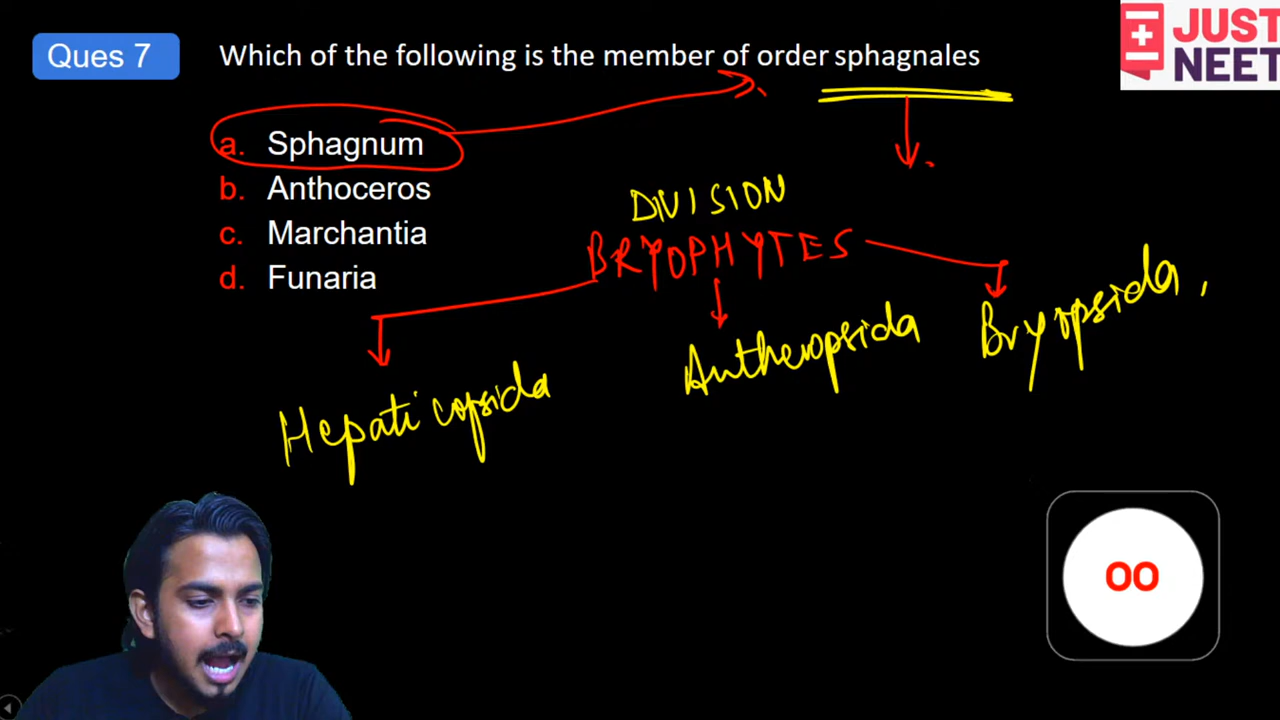 Ques 7
Which of the following is the member of order sphagnales
JUST
NEET
a. Sphagnum
b. Anthoceros
c. Marchantia
d. Funaria
DIVISION
BRYOPHYTES
Hepaticopsida
Antheropsida
Bryopsida,
00